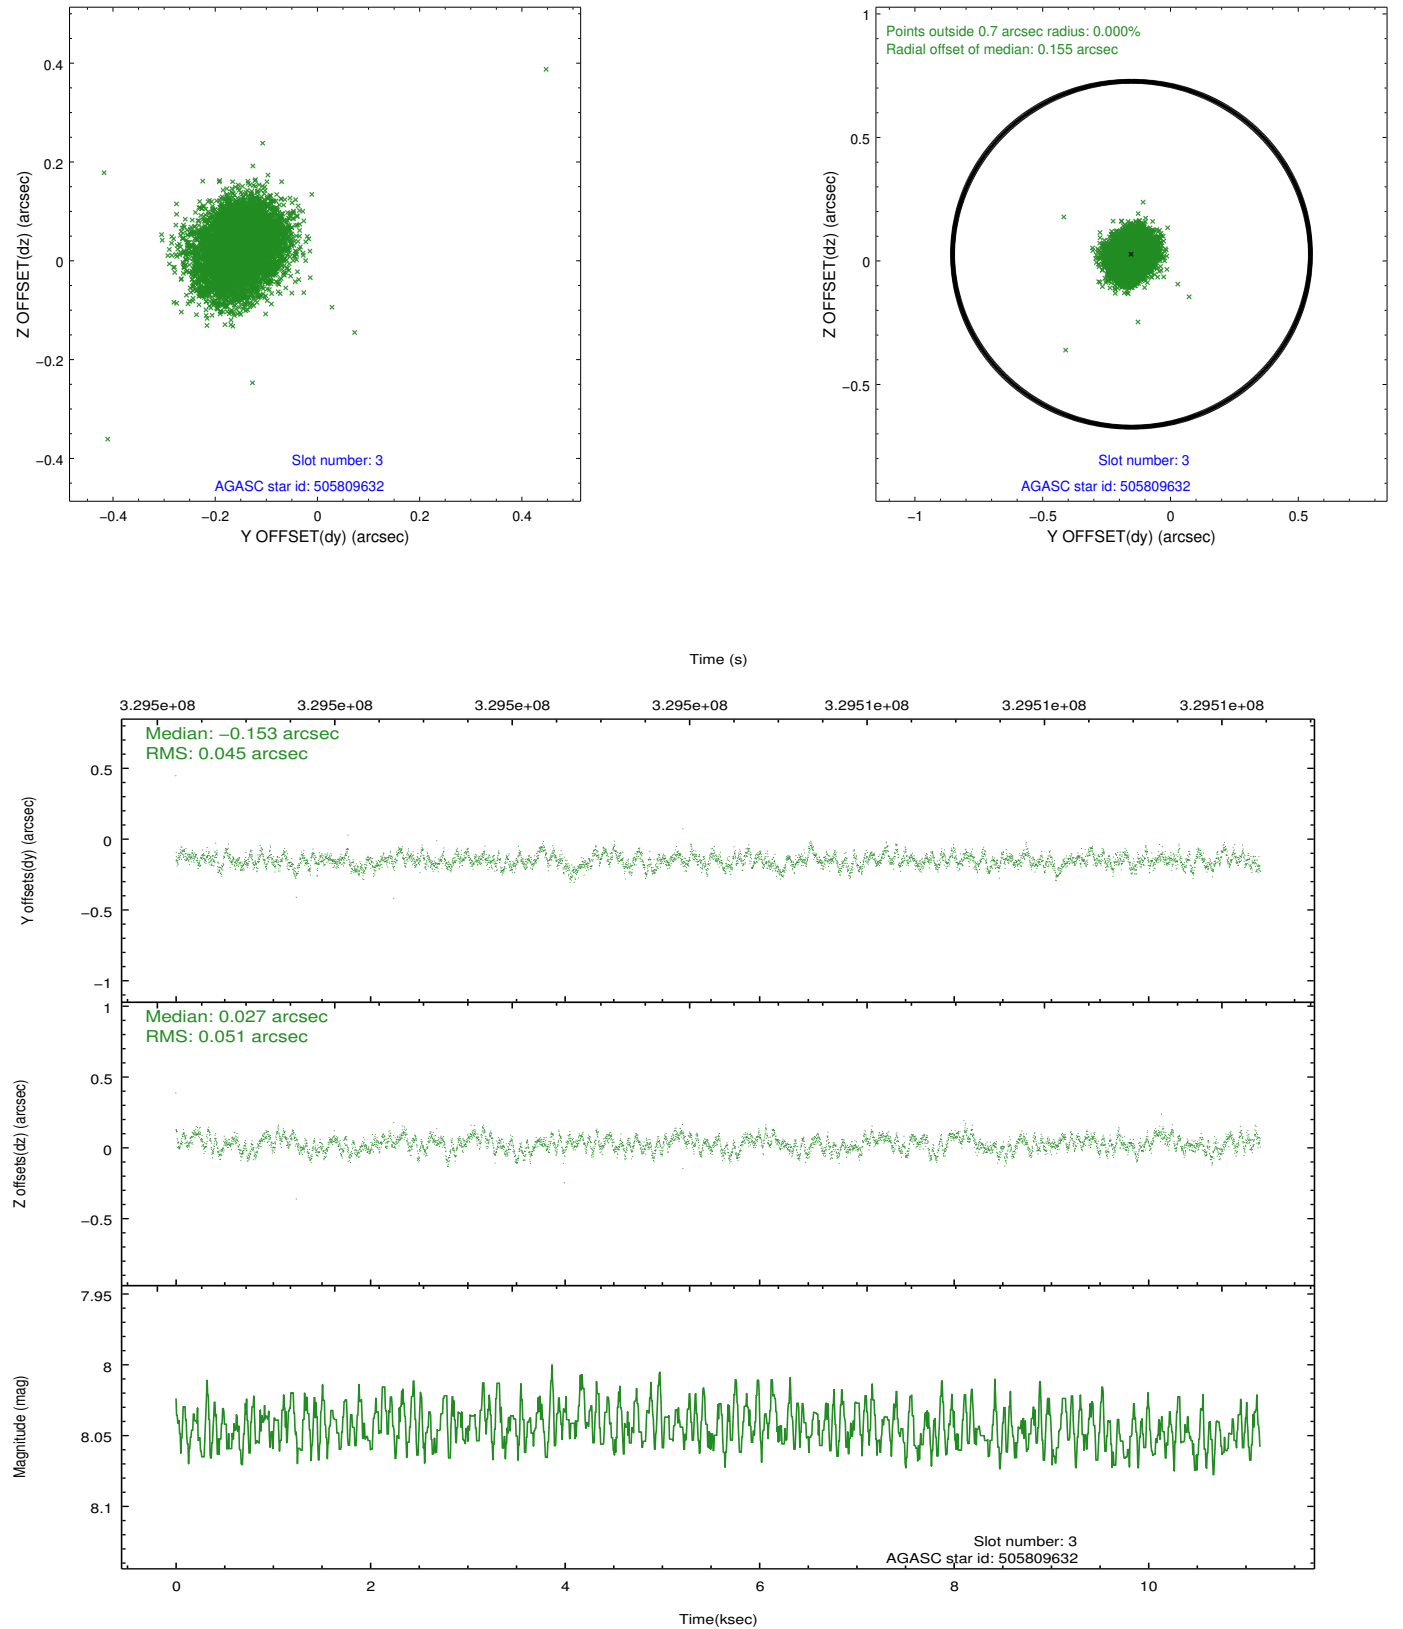 0.4
0.2
0
−0.2
−0.4
Z OFFSET(dz) (arcsec)
Slot number: 3
AGASC star id: 505809632
−0.4 −0.2 0 0.2 0.4
Y OFFSET(dy) (arcsec)
Points outside 0.7 arcsec radius: 0.000%
Radial offset of median: 0.155 arcsec
1
0.5
0
−0.5
Z OFFSET(dz) (arcsec)
Slot number: 3
AGASC star id: 505809632
−1 −0.5 0 0.5
Y OFFSET(dy) (arcsec)
Time (s)
3.295e+08 3.295e+08 3.295e+08 3.295e+08 3.2951e+08 3.2951e+08 3.2951e+08
Median: −0.153 arcsec
RMS: 0.045 arcsec
0.5
0
−0.5
−1
Y offsets(dy) (arcsec)
Median: 0.027 arcsec
RMS: 0.051 arcsec
1
0.5
0
−0.5
Z offsets(dz) (arcsec)
7.95
8
8.05
8.1
Magnitude (mag)
Slot number: 3
AGASC star id: 505809632
0 2 4 6 8 10
Time(ksec)